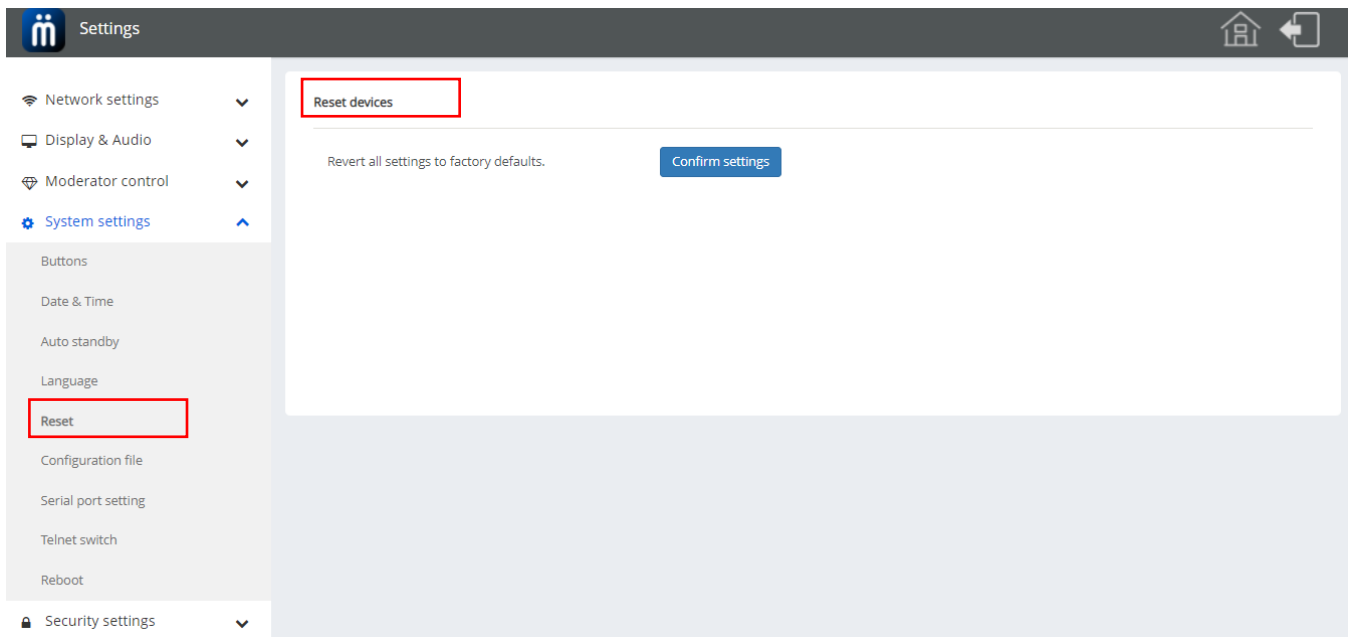 Settings
Network settings
Display & Audio
Moderator control
System settings
Buttons
Date & Time
Auto standby
Language
Reset
Configuration file
Serial port setting
Telnet switch
Reboot
Security settings
Reset devices
Revert all settings to factory defaults.
Confirm settings